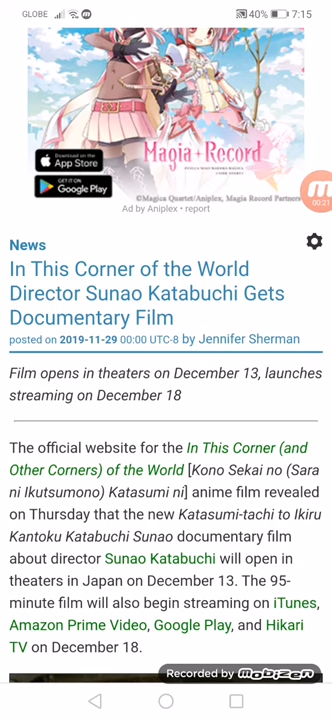 GLOBE 40% 7:15
Download on the
App Store
GET IT ON
Google Play
Magia Record
©Magica Quartet/Aniplex, Magia Record Partners
00:21
Ad by Aniplex • report
News
In This Corner of the World
Director Sunao Katabuchi Gets
Documentary Film
posted on 2019-11-29 00:00 UTC-8 by Jennifer Sherman
Film opens in theaters on December 13, launches
streaming on December 18
The official website for the In This Corner (and
Other Corners) of the World [Kono Sekai no (Sara
ni Ikutsumono) Katasumi ni] anime film revealed
on Thursday that the new Katasumi-tachi to Ikiru
Kantoku Katabuchi Sunao documentary film
about director Sunao Katabuchi will open in
theaters in Japan on December 13. The 95-
minute film will also begin streaming on iTunes,
Amazon Prime Video, Google Play, and Hikari
TV on December 18.
Recorded by mobizen